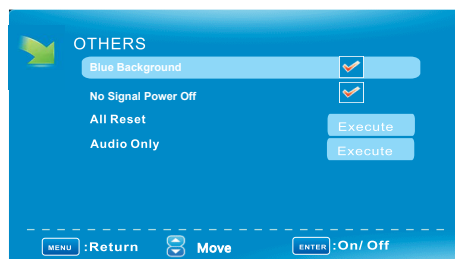 OTHERS
Blue Background
No Signal Power Off
All Reset Execute
Audio Only Execute
MENU :Return Move ENTER :On/ Off